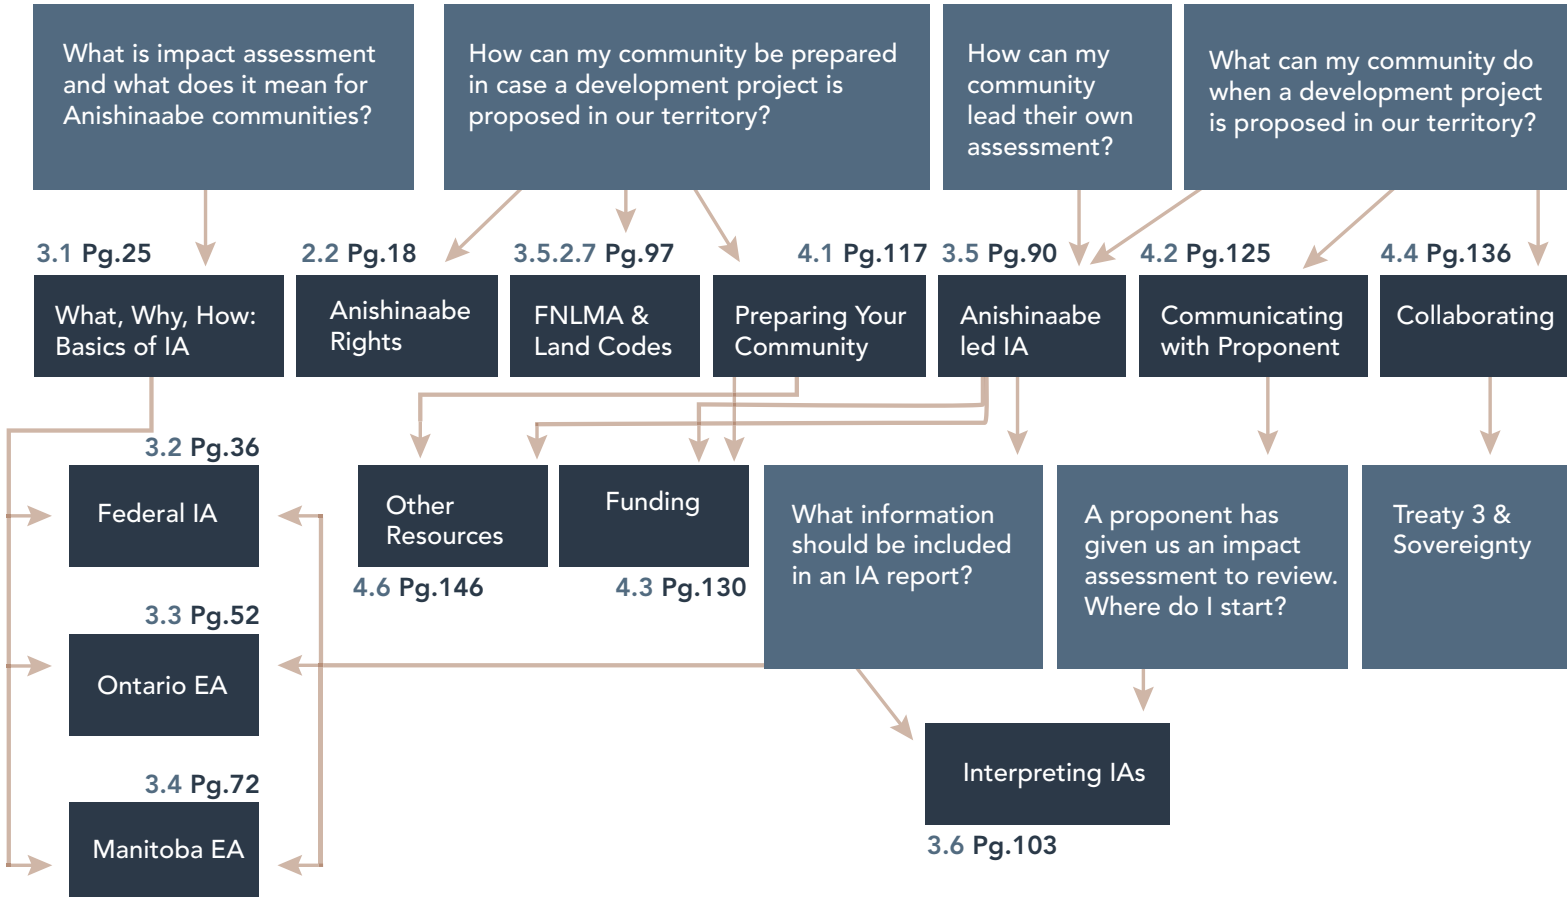 What is impact assessment
and what does it mean for
Anishinaabe communities?
How can my community be prepared
in case a development project is
proposed in our territory?
How can my
community
lead their own
assessment?
What can my community do
when a development project
is proposed in our territory?
3.1 Pg.25
What, Why, How:
Basics of IA
2.2 Pg.18
Anishinaabe
Rights
3.5.2.7 Pg.97
FNLMA &
Land Codes
4.1 Pg.117
Preparing Your
Community
3.5 Pg.90
Anishinaabe
led IA
4.2 Pg.125
Communicating
with Proponent
4.4 Pg.136
Collaborating
3.2 Pg.36
Federal IA
3.3 Pg.52
Ontario EA
3.4 Pg.72
Manitoba EA
Other
Resources
4.6 Pg.146
Funding
4.3 Pg.130
What information
should be included
in an IA report?
A proponent has
given us an impact
assessment to review.
Where do I start?
Treaty 3 &
Sovereignty
Interpreting IAs
3.6 Pg.103